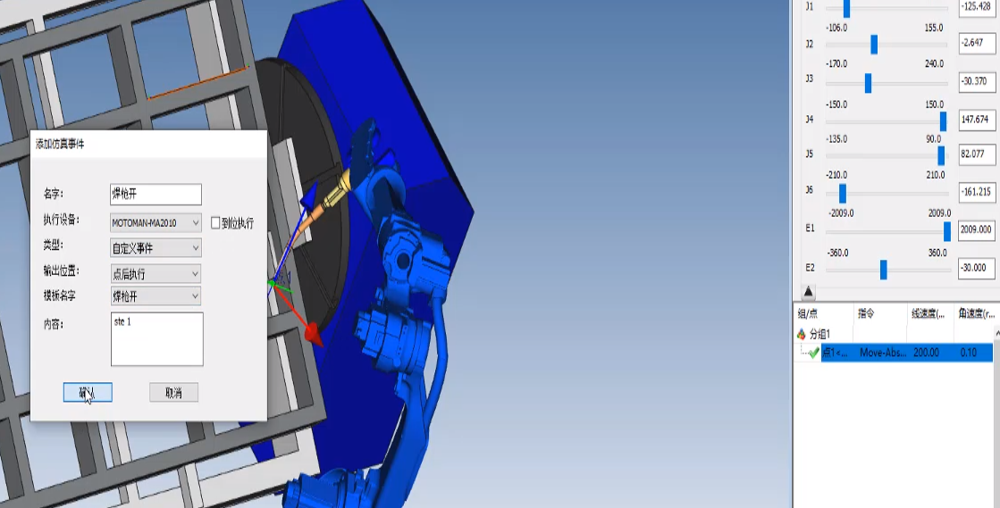 添加仿真事件
名字: 焊枪开
执行设备: MOTOMAN-MA2010 到位执行
类型: 自定义事件
输出位置: 点后执行
模板名字 焊枪开
内容: ste 1
确认 取消
J1 -125.428
-106.0 155.0
J2 -2.647
-170.0 240.0
J3 -30.370
-150.0 150.0
J4 147.674
-135.0 90.0
J5 82.077
-210.0 210.0
J6 -161.215
-2009.0 2009.0
E1 2009.000
-360.0 360.0
E2 -30.000
组/点 指令 线速度(... 角速度(r...
分组1
点1<... Move-Abs... 200.00 0.10